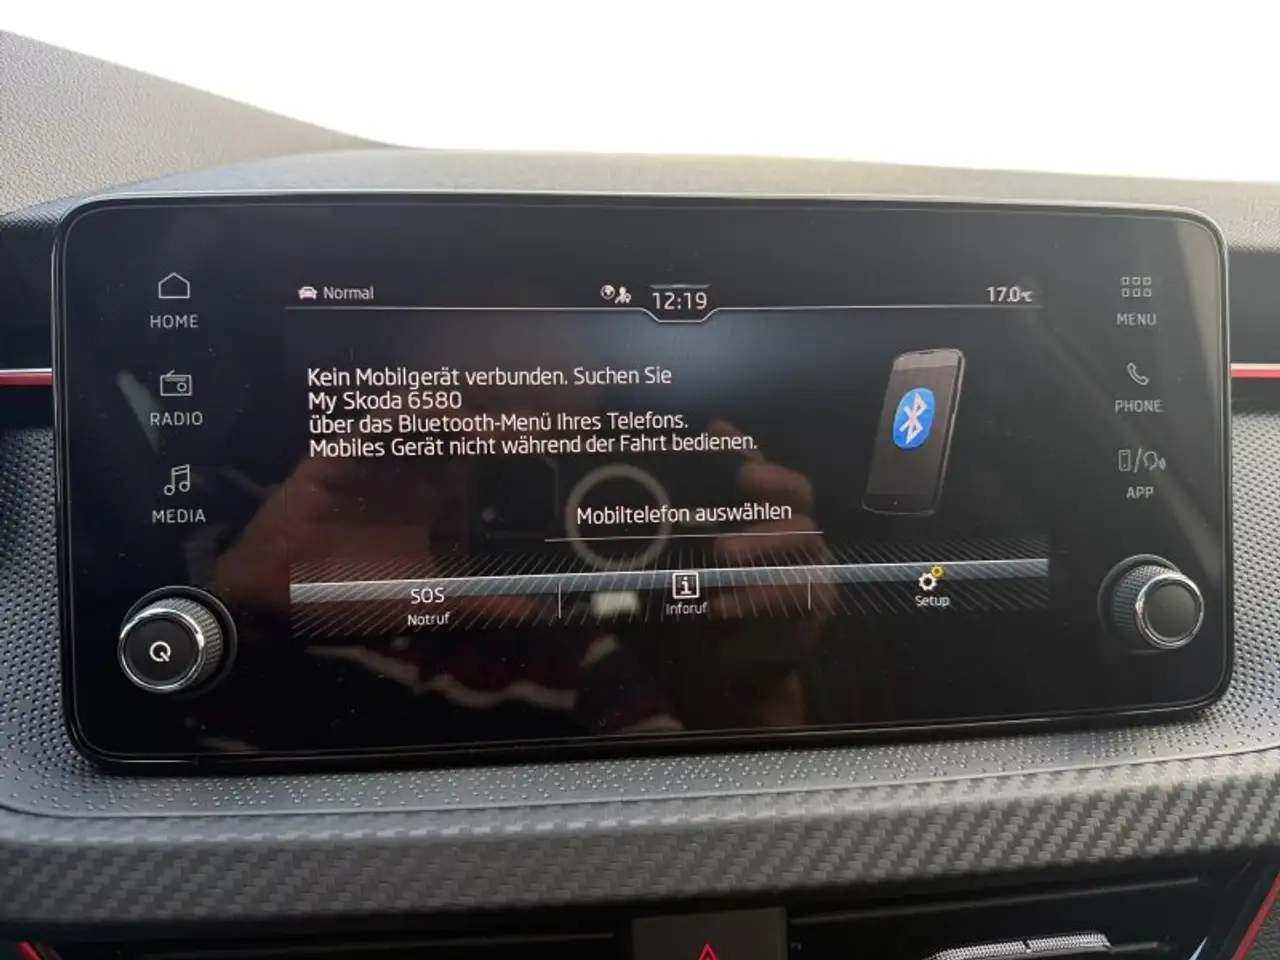 Normal
12:19
17.0°C
HOME
MENU
RADIO
PHONE
MEDIA
APP
Kein Mobilgerät verbunden. Suchen Sie
My Skoda 6580
über das Bluetooth-Menü Ihres Telefons.
Mobiles Gerät nicht während der Fahrt bedienen.
Mobiltelefon auswählen
SOS
Notruf
Inforuf
Setup